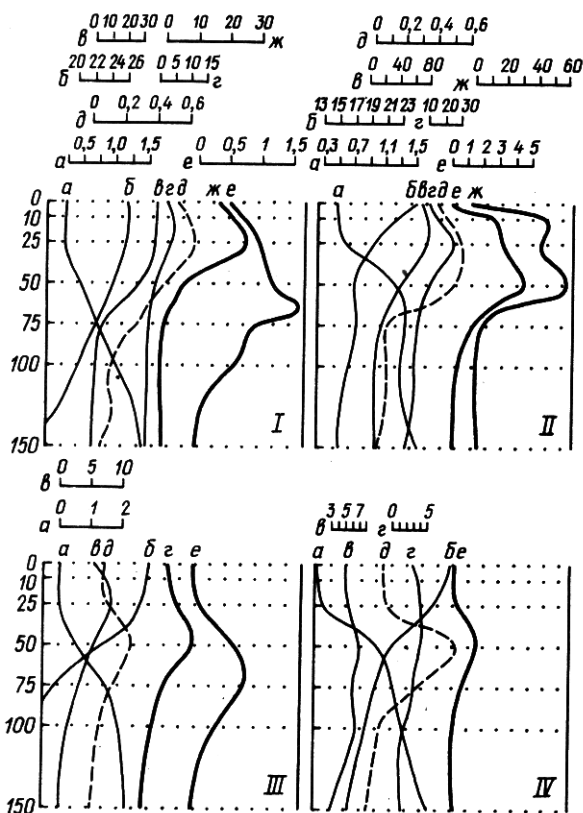 0 10 20 30
в
0 10 20 30
ж
20 22 24 26
б
0 5 10 15
г
0 0,2 0,4 0,6
д
0,5 1,0 1,5
а
0 0,5 1 1,5
е
а б в г д ж е
0
10
25
50
75
100
150
I
0 0,2 0,4 0,6
д
0 40 80
в
0 20 40 60
ж
13 15 17 19 21 23
б
10 20 30
г
0,3 0,7 1,1 1,5
а
0 1 2 3 4 5
е
а б в г д е ж
II
0 5 10
в
0 1 2
а
а в д б г е
0
10
25
50
75
100
150
III
3 5 7
в
0 5
г
а в д г б е
IV